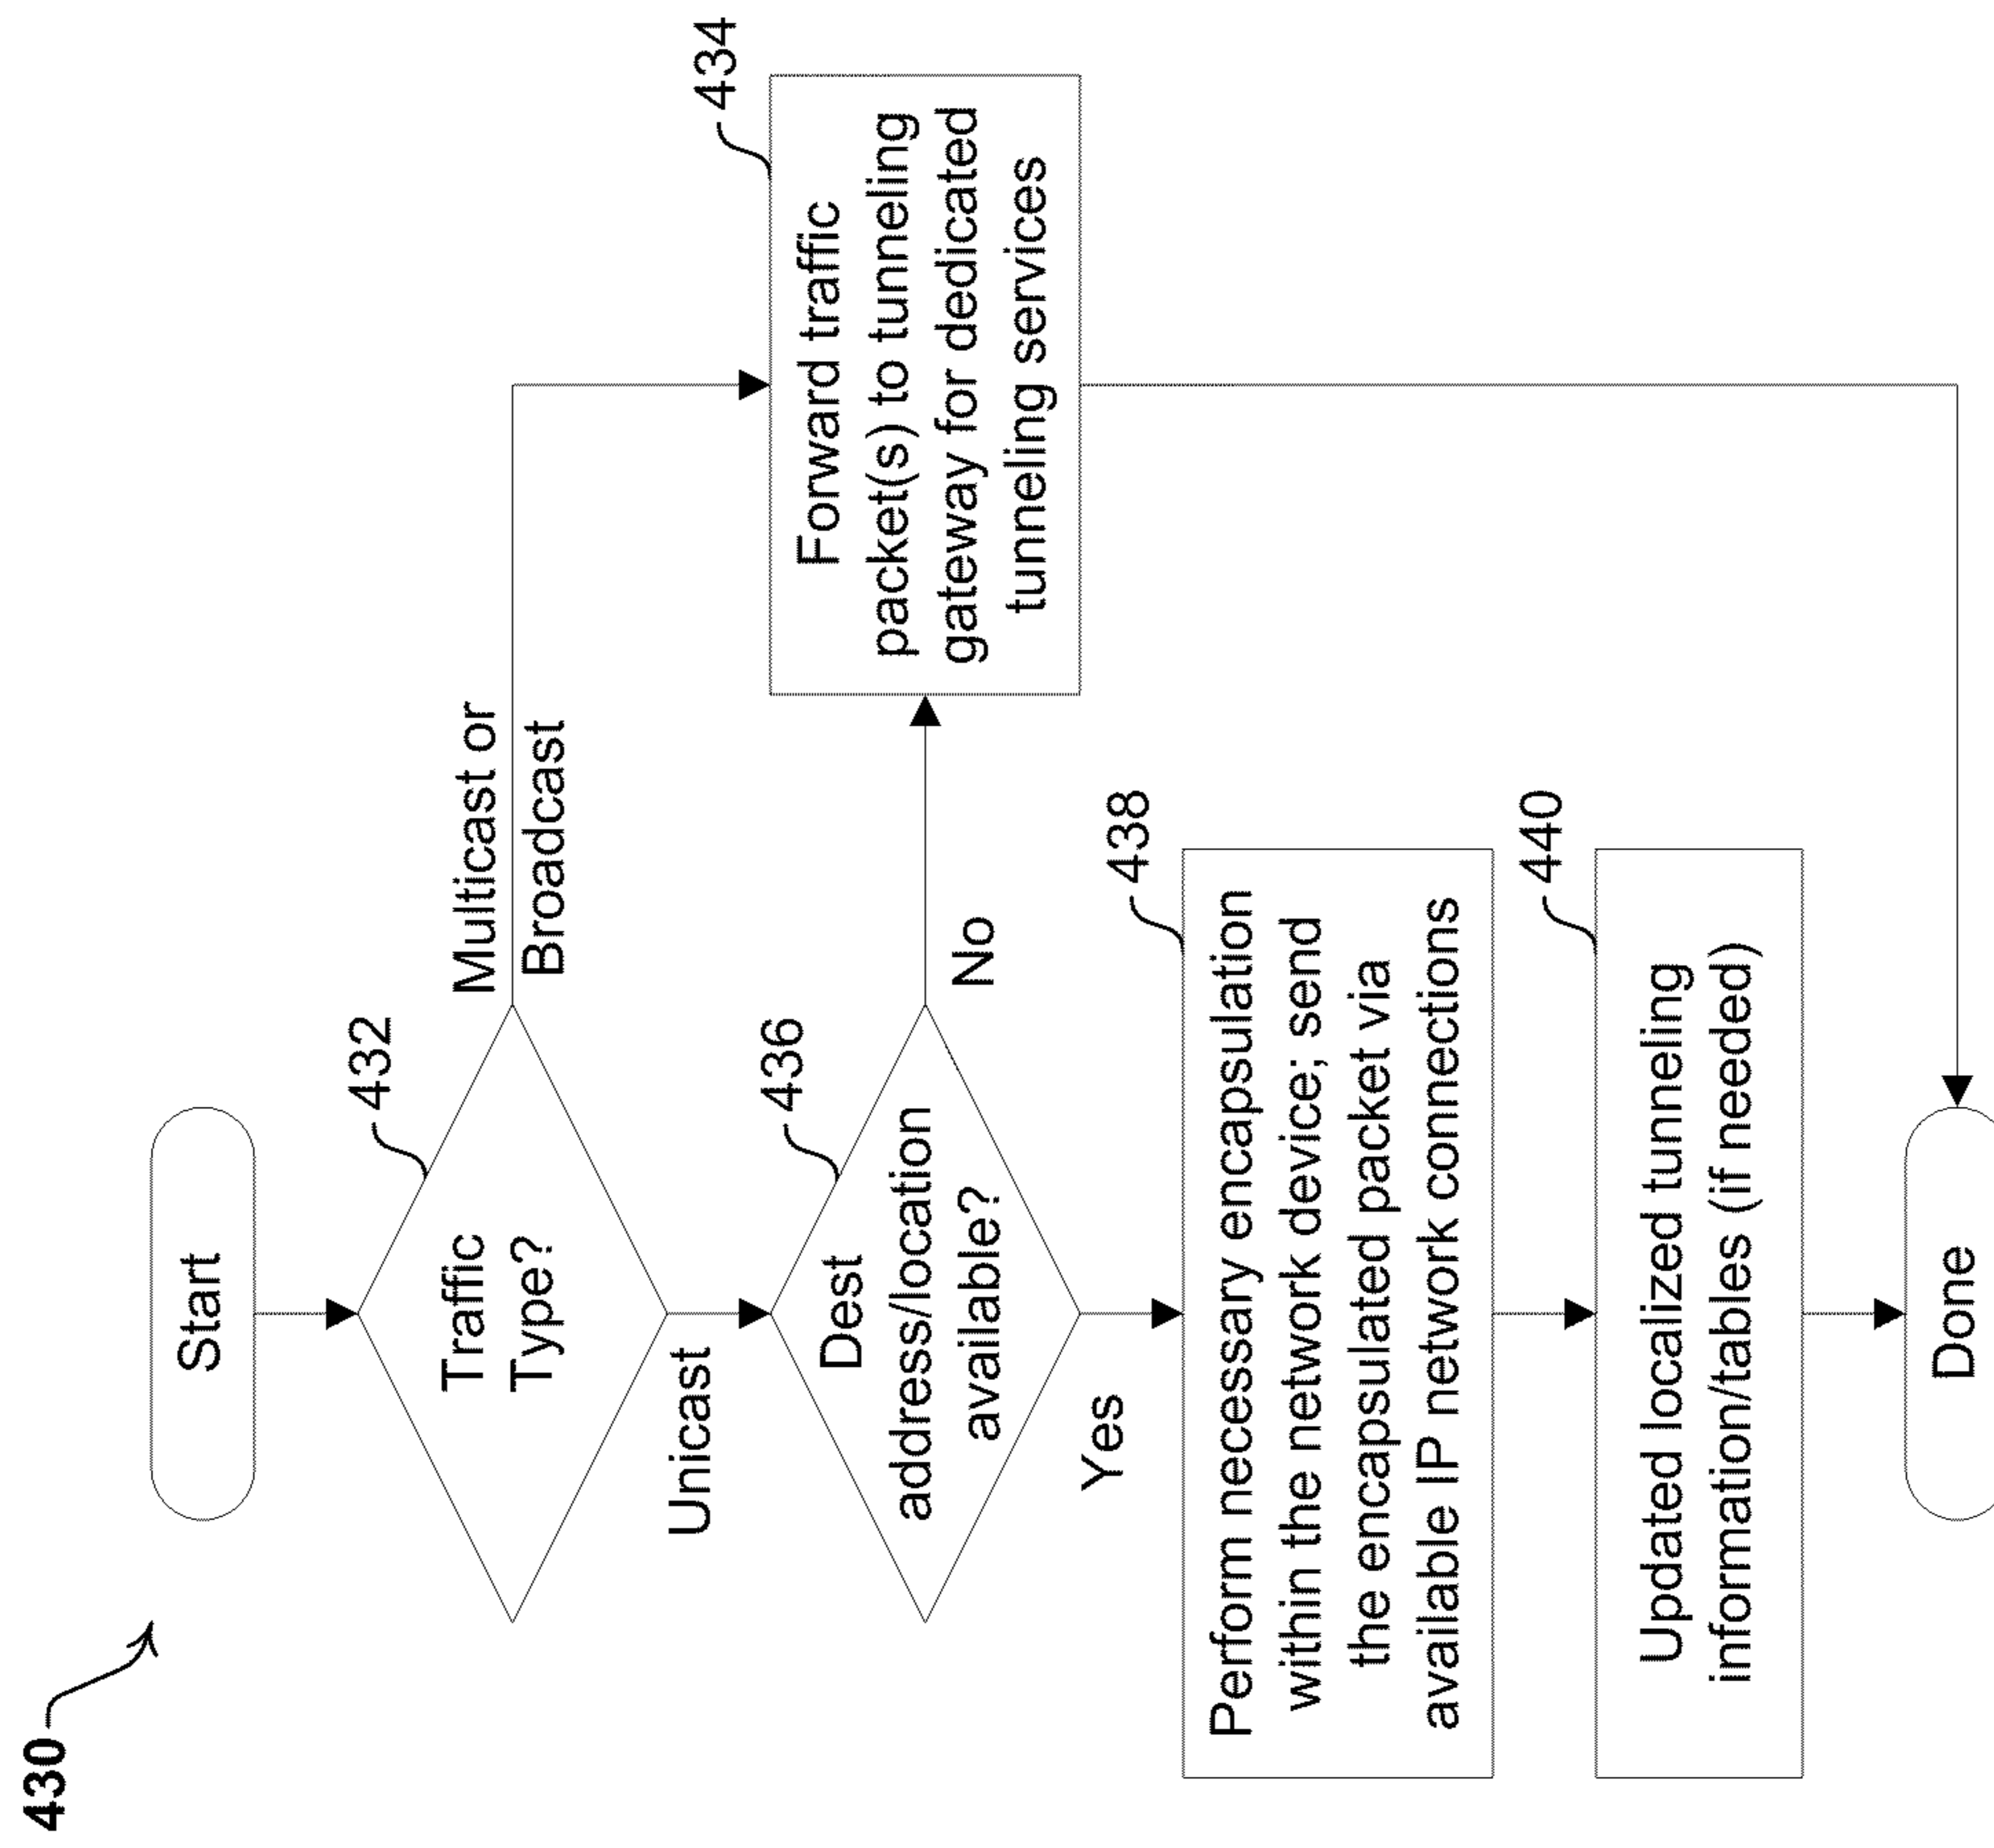 430
Start
432
Traffic
Type?
Multicast or
Broadcast
Unicast
434
Forward traffic
packet(s) to tunneling
gateway for dedicated
tunneling services
436
Dest
address/location
available?
No
Yes
438
Perform necessary encapsulation
within the network device; send
the encapsulated packet via
available IP network connections
440
Updated localized tunneling
information/tables (if needed)
Done